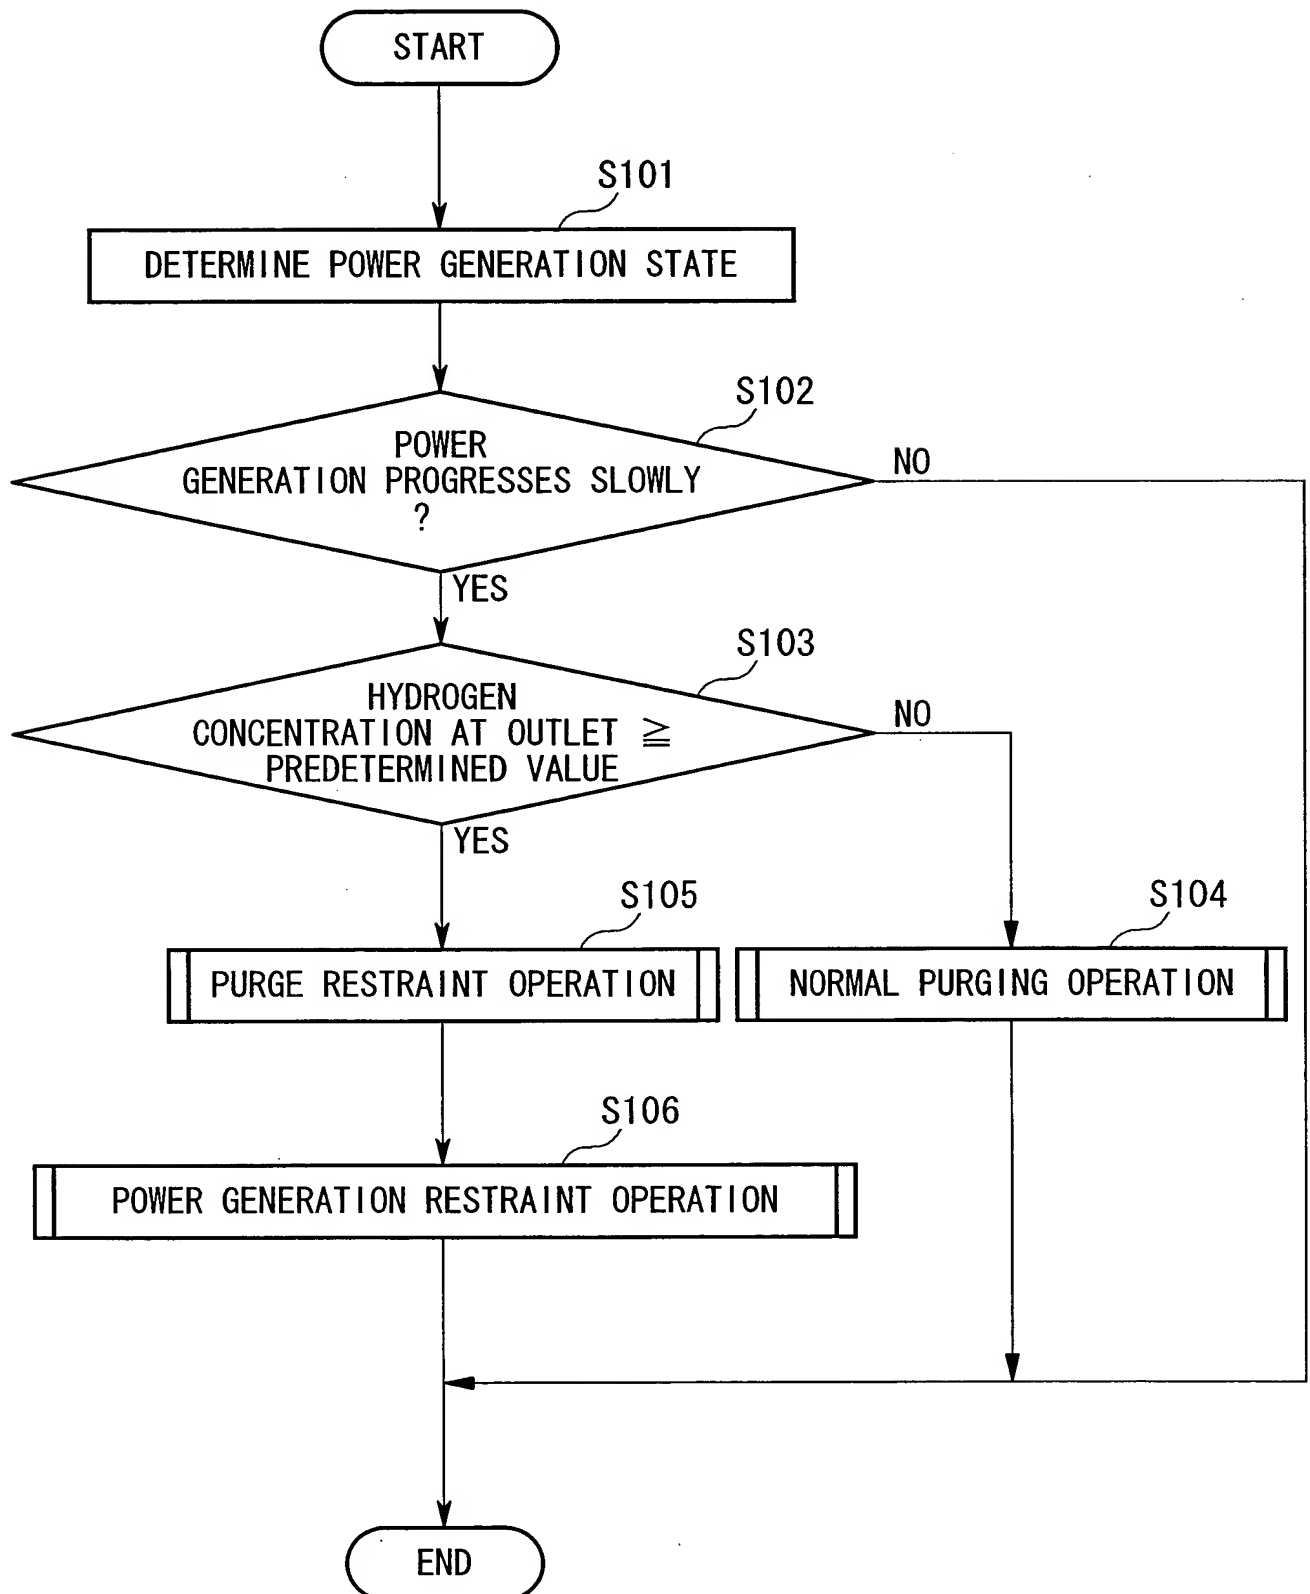 START
S101
DETERMINE POWER GENERATION STATE
S102
POWER
GENERATION PROGRESSES SLOWLY
?
NO
YES
S103
HYDROGEN
CONCENTRATION AT OUTLET ≧
PREDETERMINED VALUE
NO
YES
S105
S104
PURGE RESTRAINT OPERATION
NORMAL PURGING OPERATION
S106
POWER GENERATION RESTRAINT OPERATION
END